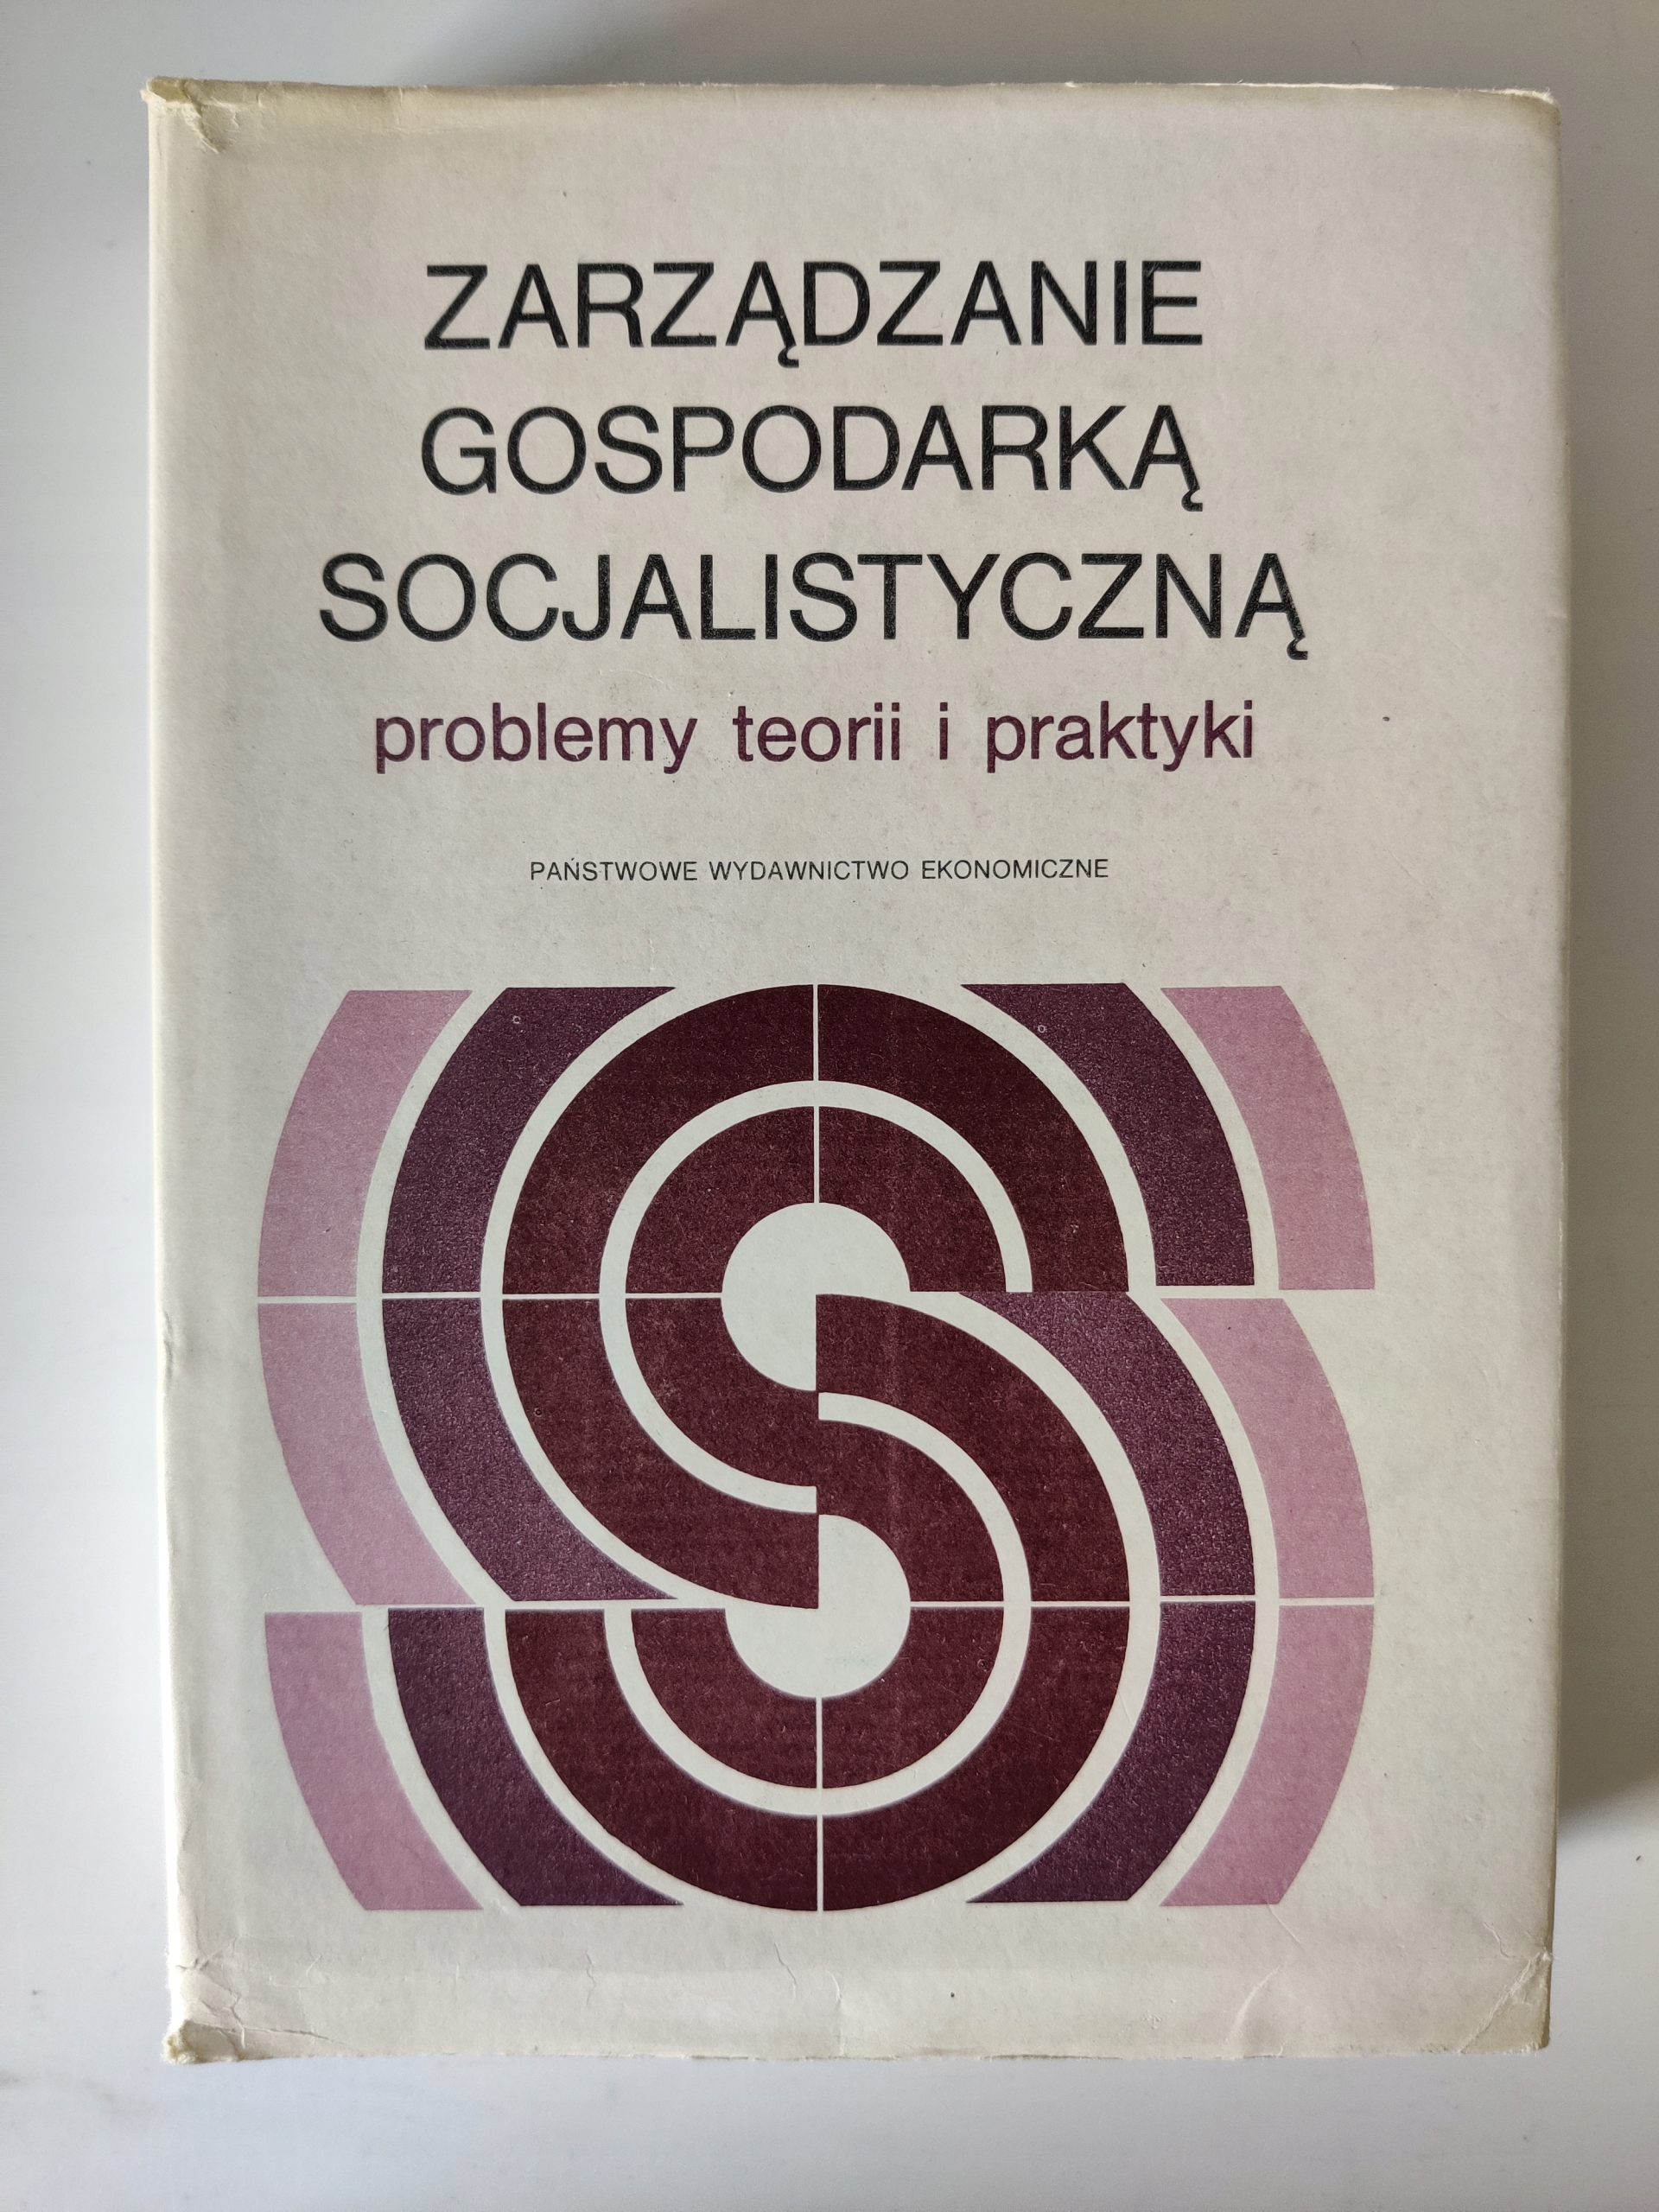 ZARZĄDZANIE
GOSPODARKĄ
SOCJALISTYCZNĄ
problemy teorii i praktyki
PAŃSTWOWE WYDAWNICTWO EKONOMICZNE